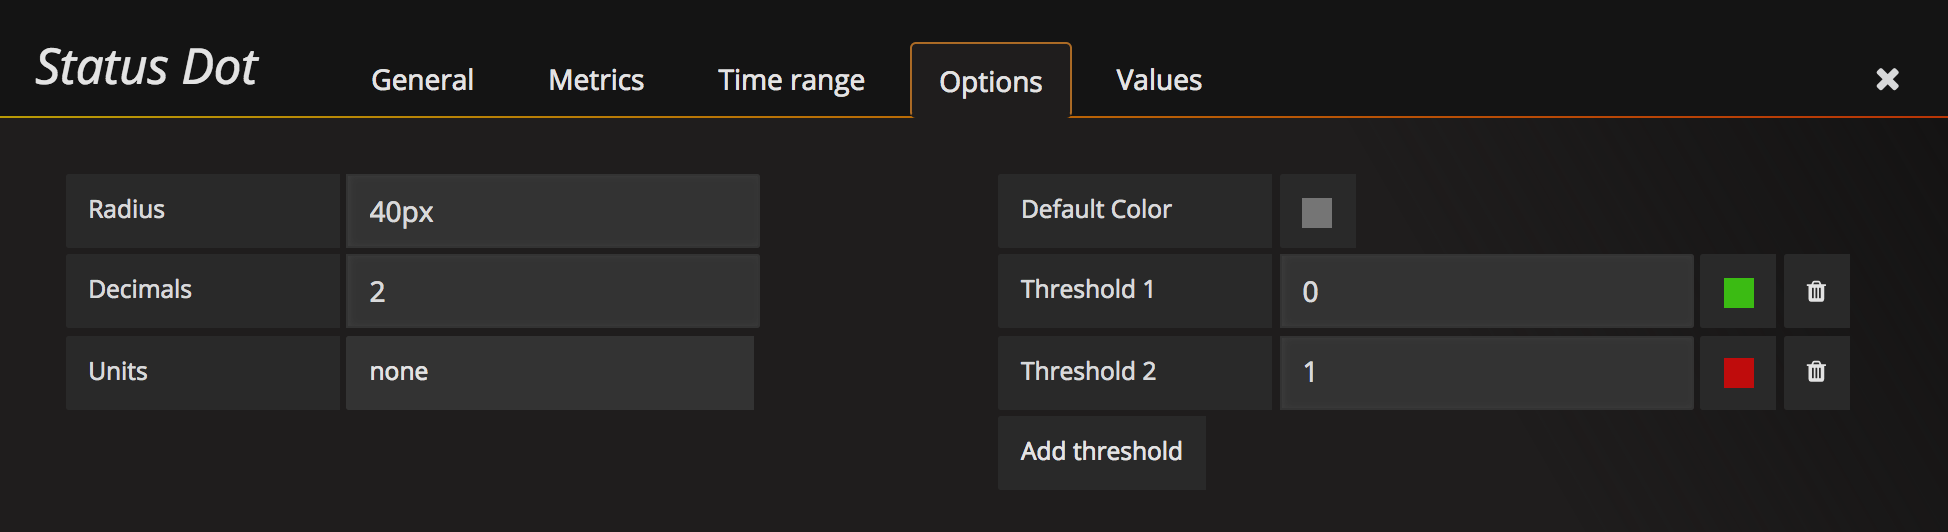 Status Dot
General Metrics Time range Options Values
Radius 40px
Decimals 2
Units none
Default Color
Threshold 1 0
Threshold 2 1
Add threshold